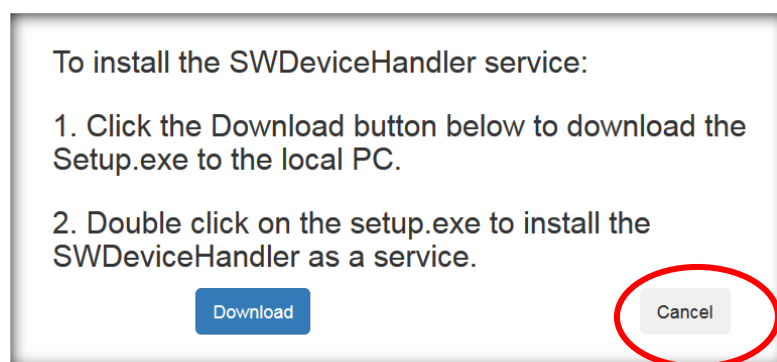 To install the SWDeviceHandler service:
1. Click the Download button below to download the
Setup.exe to the local PC.
2. Double click on the setup.exe to install the
SWDeviceHandler as a service.
Download
Cancel